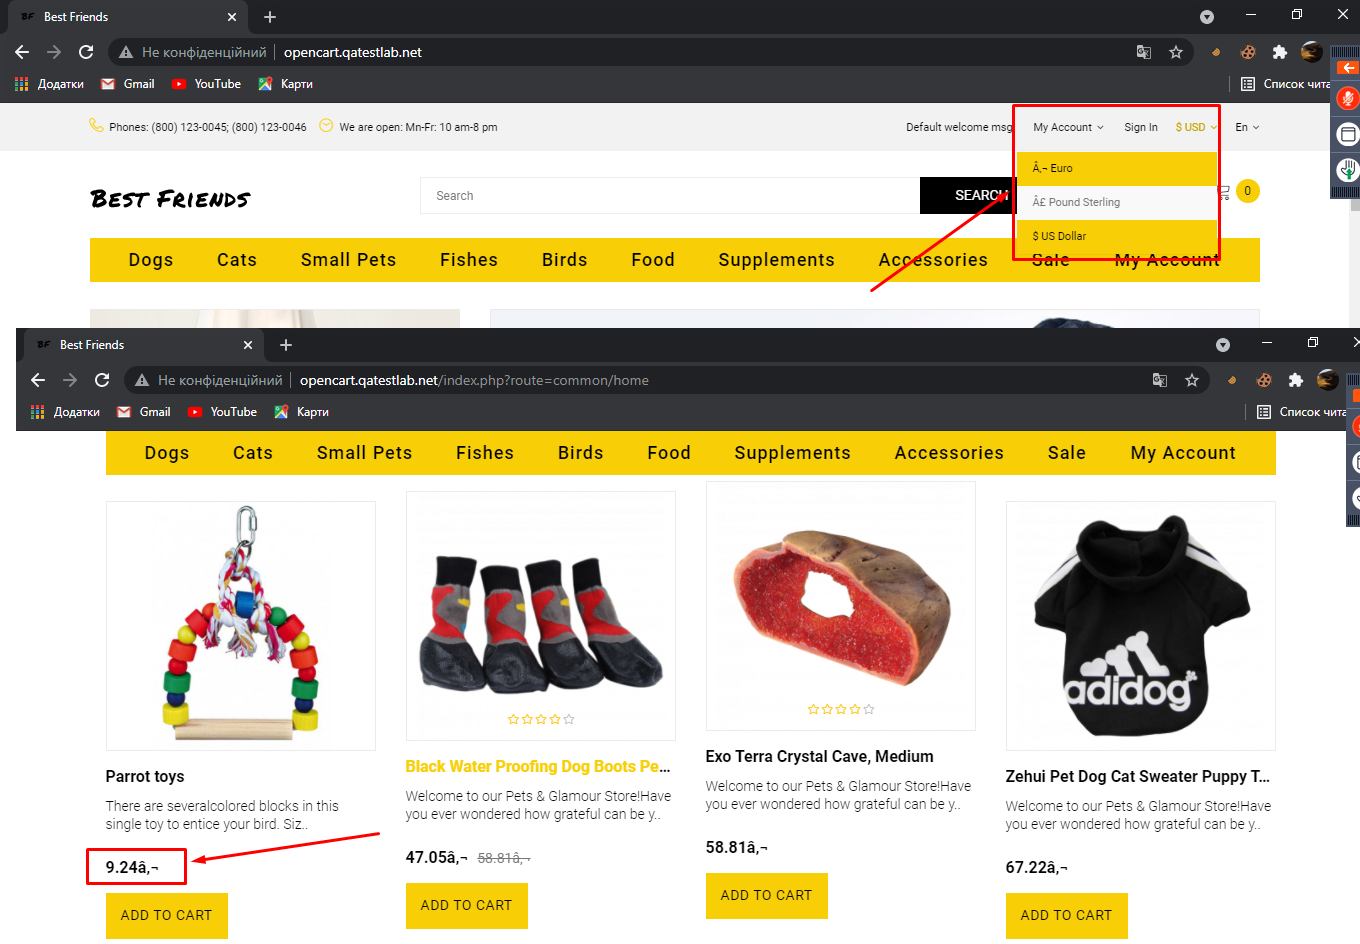 BF Best Friends
Не конфіденційний opencart.qatestlab.net
Додатки Gmail YouTube Карти Список чита
Phones: (800) 123-0045; (800) 123-0046 We are open: Mn-Fr: 10 am-8 pm Default welcome msg My Account Sign In $ USD En
Â‚¬ Euro
Best Friends Search SEARCH 0
Â£ Pound Sterling
$ US Dollar
Dogs Cats Small Pets Fishes Birds Food Supplements Accessories Sale My Account
BF Best Friends
Не конфіденційний opencart.qatestlab.net/index.php?route=common/home
Додатки Gmail YouTube Карти Список чита
Dogs Cats Small Pets Fishes Birds Food Supplements Accessories Sale My Account
adidog
Parrot toys
There are severalcolored blocks in this
single toy to entice your bird. Siz..
9.24â‚¬
ADD TO CART
Black Water Proofing Dog Boots Pe...
Welcome to our Pets & Glamour Store!Have
you ever wondered how grateful can be y..
47.05â‚¬ 58.81â‚¬
ADD TO CART
Exo Terra Crystal Cave, Medium
Welcome to our Pets & Glamour Store!Have
you ever wondered how grateful can be y..
58.81â‚¬
ADD TO CART
Zehui Pet Dog Cat Sweater Puppy T...
Welcome to our Pets & Glamour Store!Have
you ever wondered how grateful can be y..
67.22â‚¬
ADD TO CART